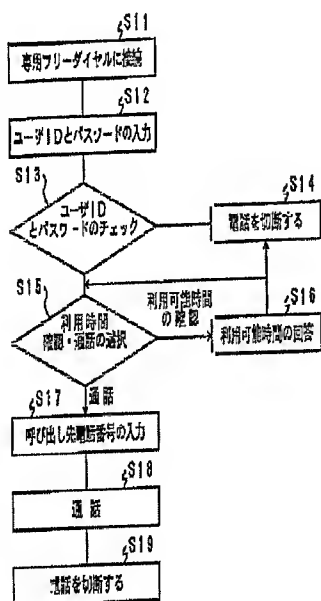 S11
専用フリーダイヤルに接続
S12
ユーザIDとパスワードの入力
S13
ユーザID
とパスワードのチェック
S14
電話を切断する
S15
利用時間
確認・通話の選択
利用可能時間
の確認
S16
利用可能時間の回答
通話
S17
呼び出し先電話番号の入力
S18
通話
S19
電話を切断する